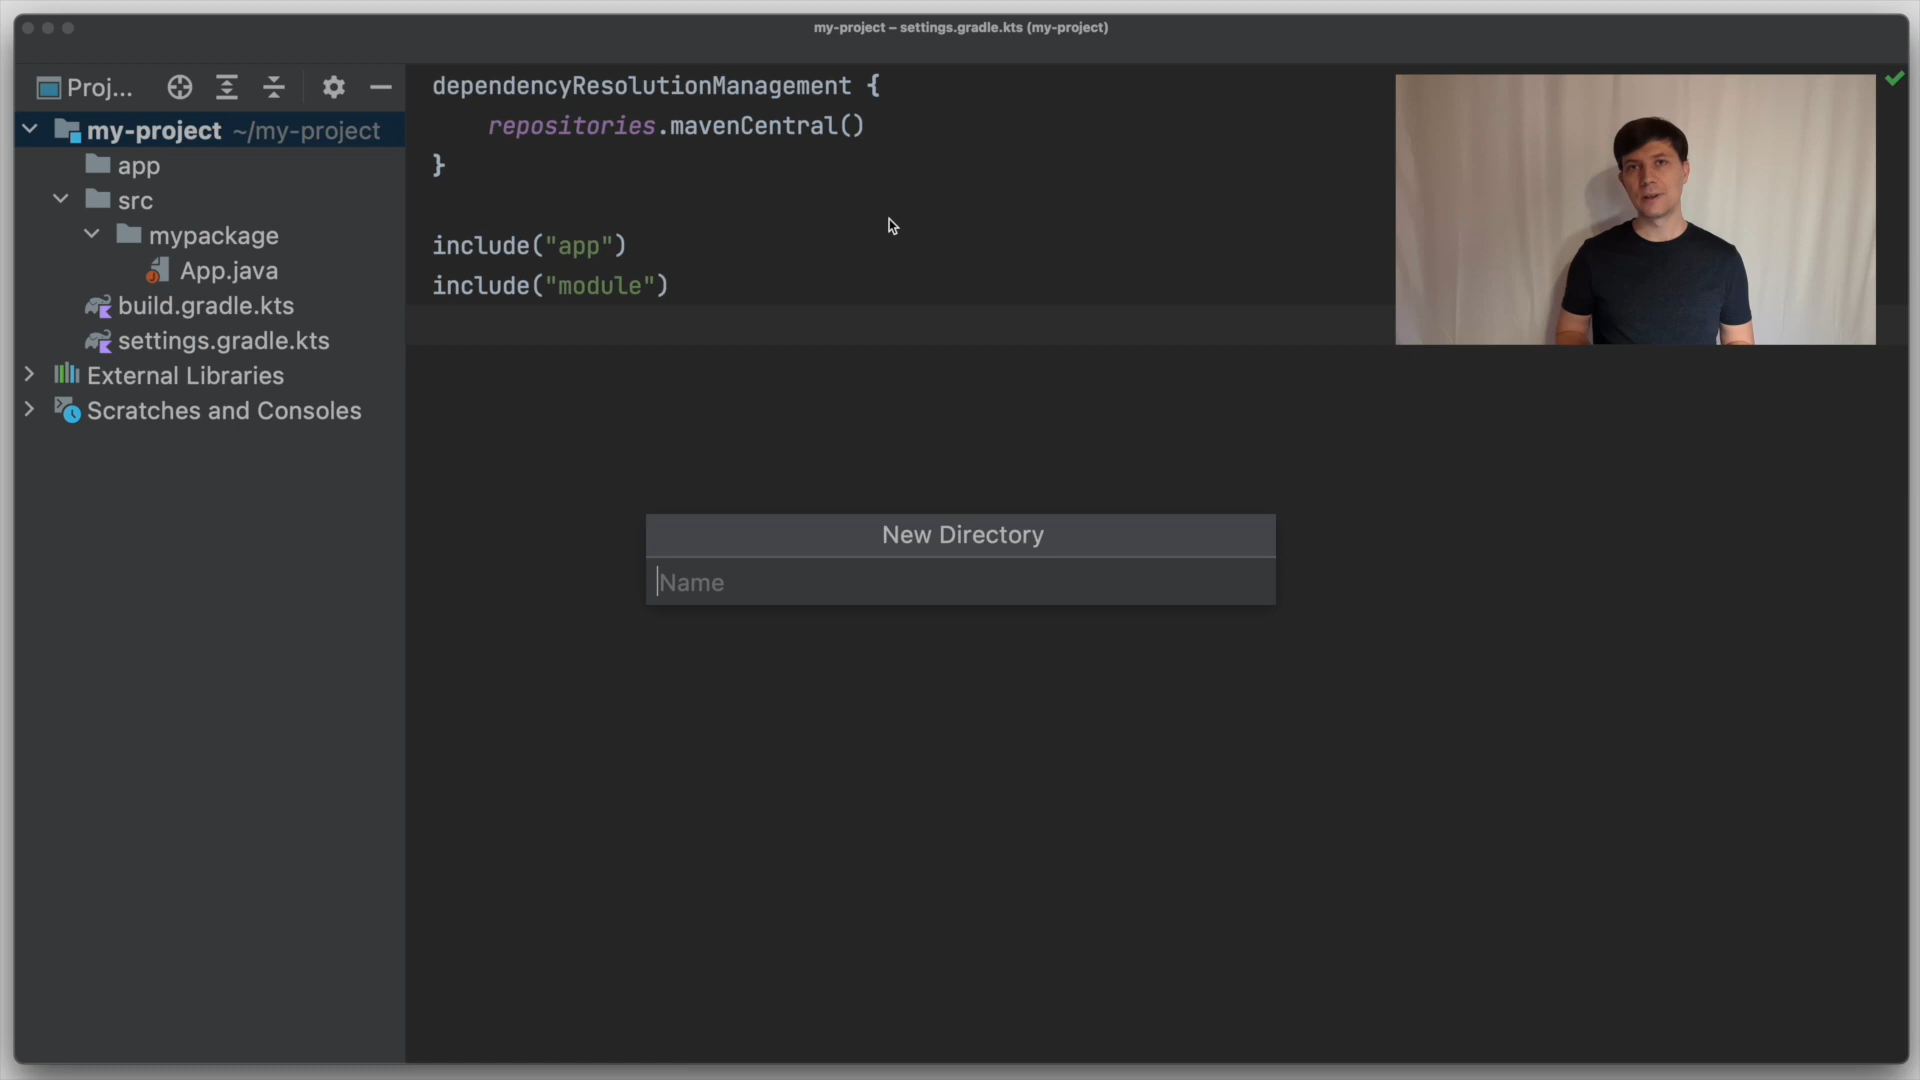 my-project – settings.gradle.kts (my-project)
Proj...
my-project ~/my-project
app
src
mypackage
App.java
build.gradle.kts
settings.gradle.kts
External Libraries
Scratches and Consoles
dependencyResolutionManagement {
repositories.mavenCentral()
}
include("app")
include("module")
New Directory
Name